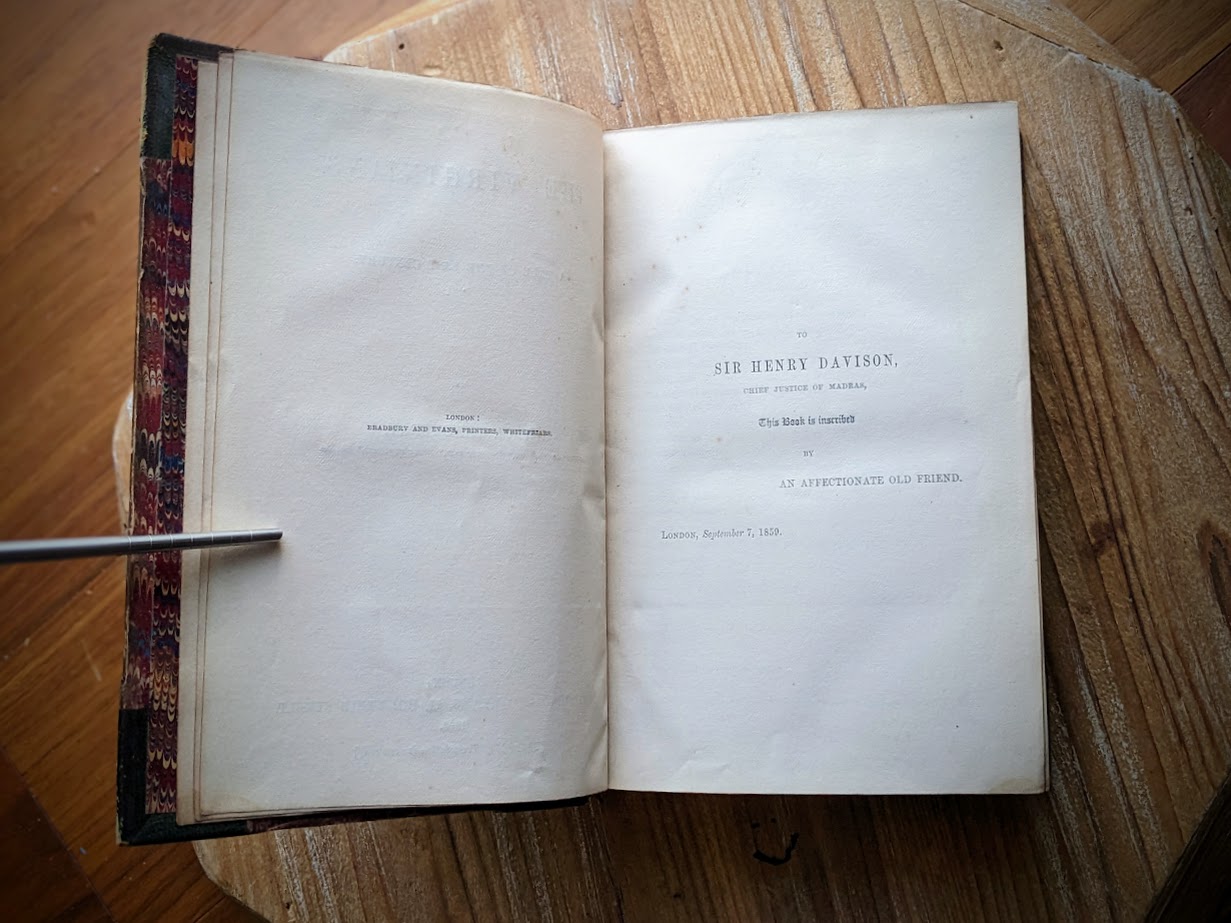 LONDON:
BRADBURY AND EVANS, PRINTERS, WHITEFRIARS.
TO
SIR HENRY DAVISON,
CHIEF JUSTICE OF MADRAS,
This Book is inscribed
BY
AN AFFECTIONATE OLD FRIEND.
LONDON, September 7, 1859.